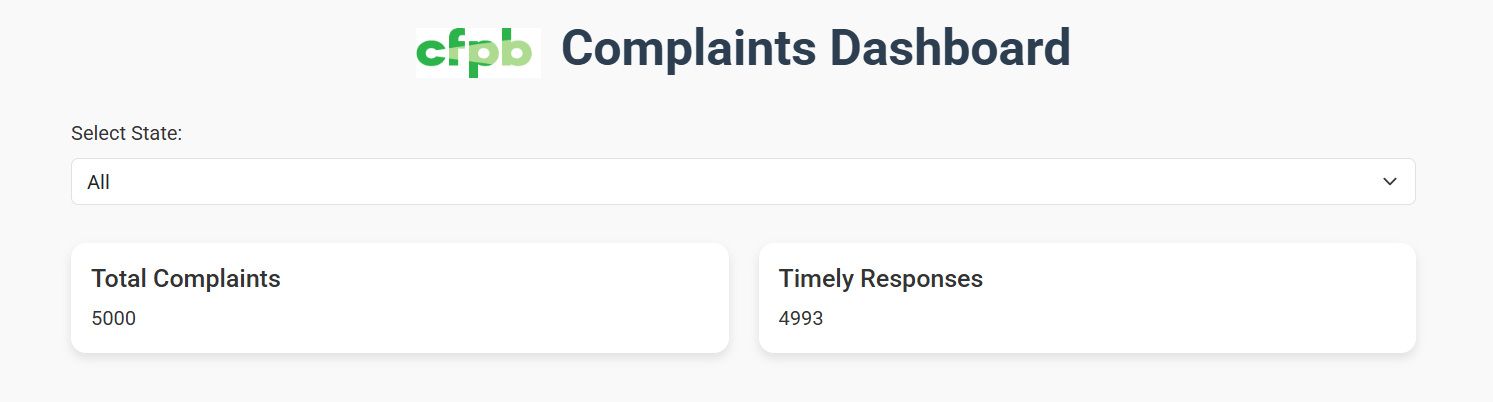 cfpb Complaints Dashboard
Select State:
All
Total Complaints
5000
Timely Responses
4993